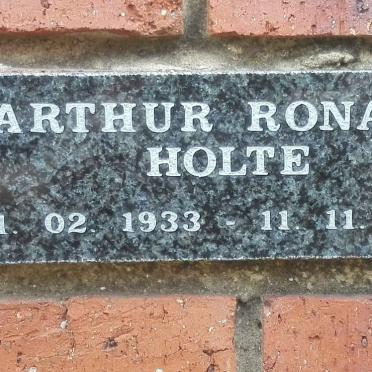 ARTHUR RONA
HOLTE
1. 02. 1933 - 11. 11.